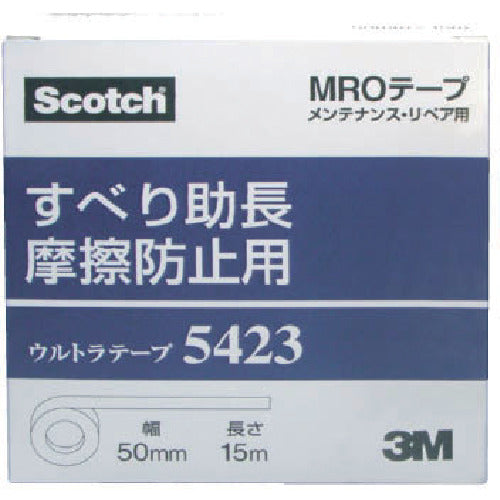 Scotch
MROテープ
メンテナンス・リペア用
すべり助長
摩擦防止用
ウルトラテープ 5423
幅 長さ
50mm 15m
3M